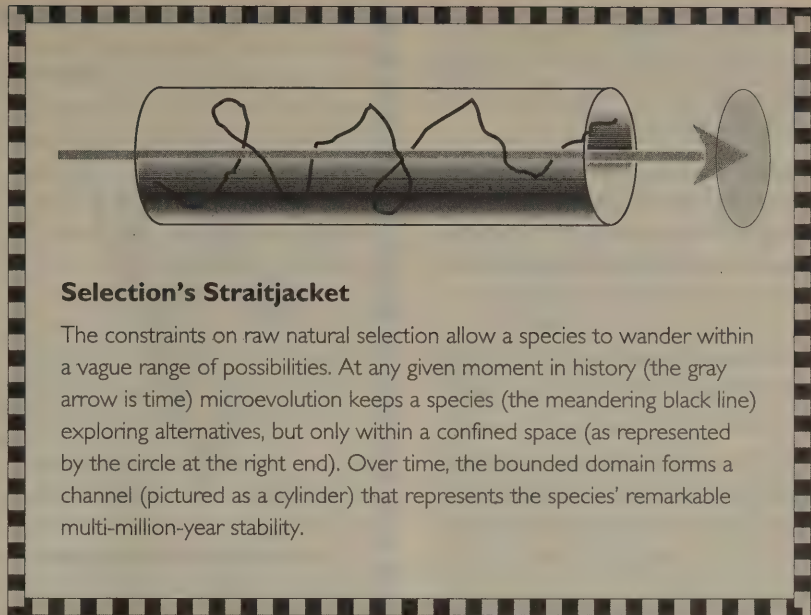 Selection's Straitjacket
The constraints on raw natural selection allow a species to wander within
a vague range of possibilities. At any given moment in history (the gray
arrow is time) microevolution keeps a species (the meandering black line)
exploring alternatives, but only within a confined space (as represented
by the circle at the right end). Over time, the bounded domain forms a
channel (pictured as a cylinder) that represents the species' remarkable
multi-million-year stability.